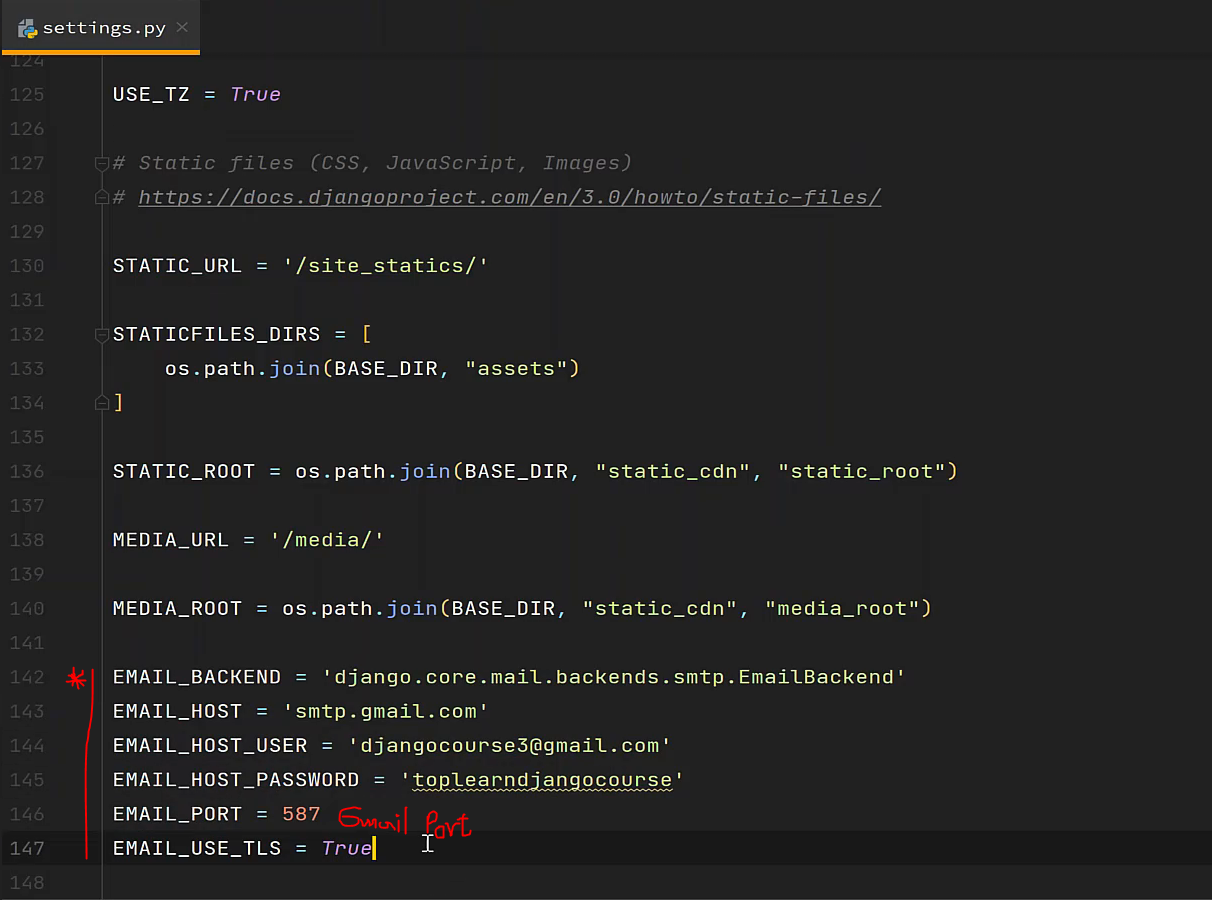 settings.py
124
125 USE_TZ = True
126
127 # Static files (CSS, JavaScript, Images)
128 # https://docs.djangoproject.com/en/3.0/howto/static-files/
129
130 STATIC_URL = '/site_statics/'
131
132 STATICFILES_DIRS = [
133 os.path.join(BASE_DIR, "assets")
134 ]
135
136 STATIC_ROOT = os.path.join(BASE_DIR, "static_cdn", "static_root")
137
138 MEDIA_URL = '/media/'
139
140 MEDIA_ROOT = os.path.join(BASE_DIR, "static_cdn", "media_root")
141
142 * EMAIL_BACKEND = 'django.core.mail.backends.smtp.EmailBackend'
143 EMAIL_HOST = 'smtp.gmail.com'
144 EMAIL_HOST_USER = 'djangocourse3@gmail.com'
145 EMAIL_HOST_PASSWORD = 'toplearndjangocourse'
146 EMAIL_PORT = 587 Email Port
147 EMAIL_USE_TLS = True
148